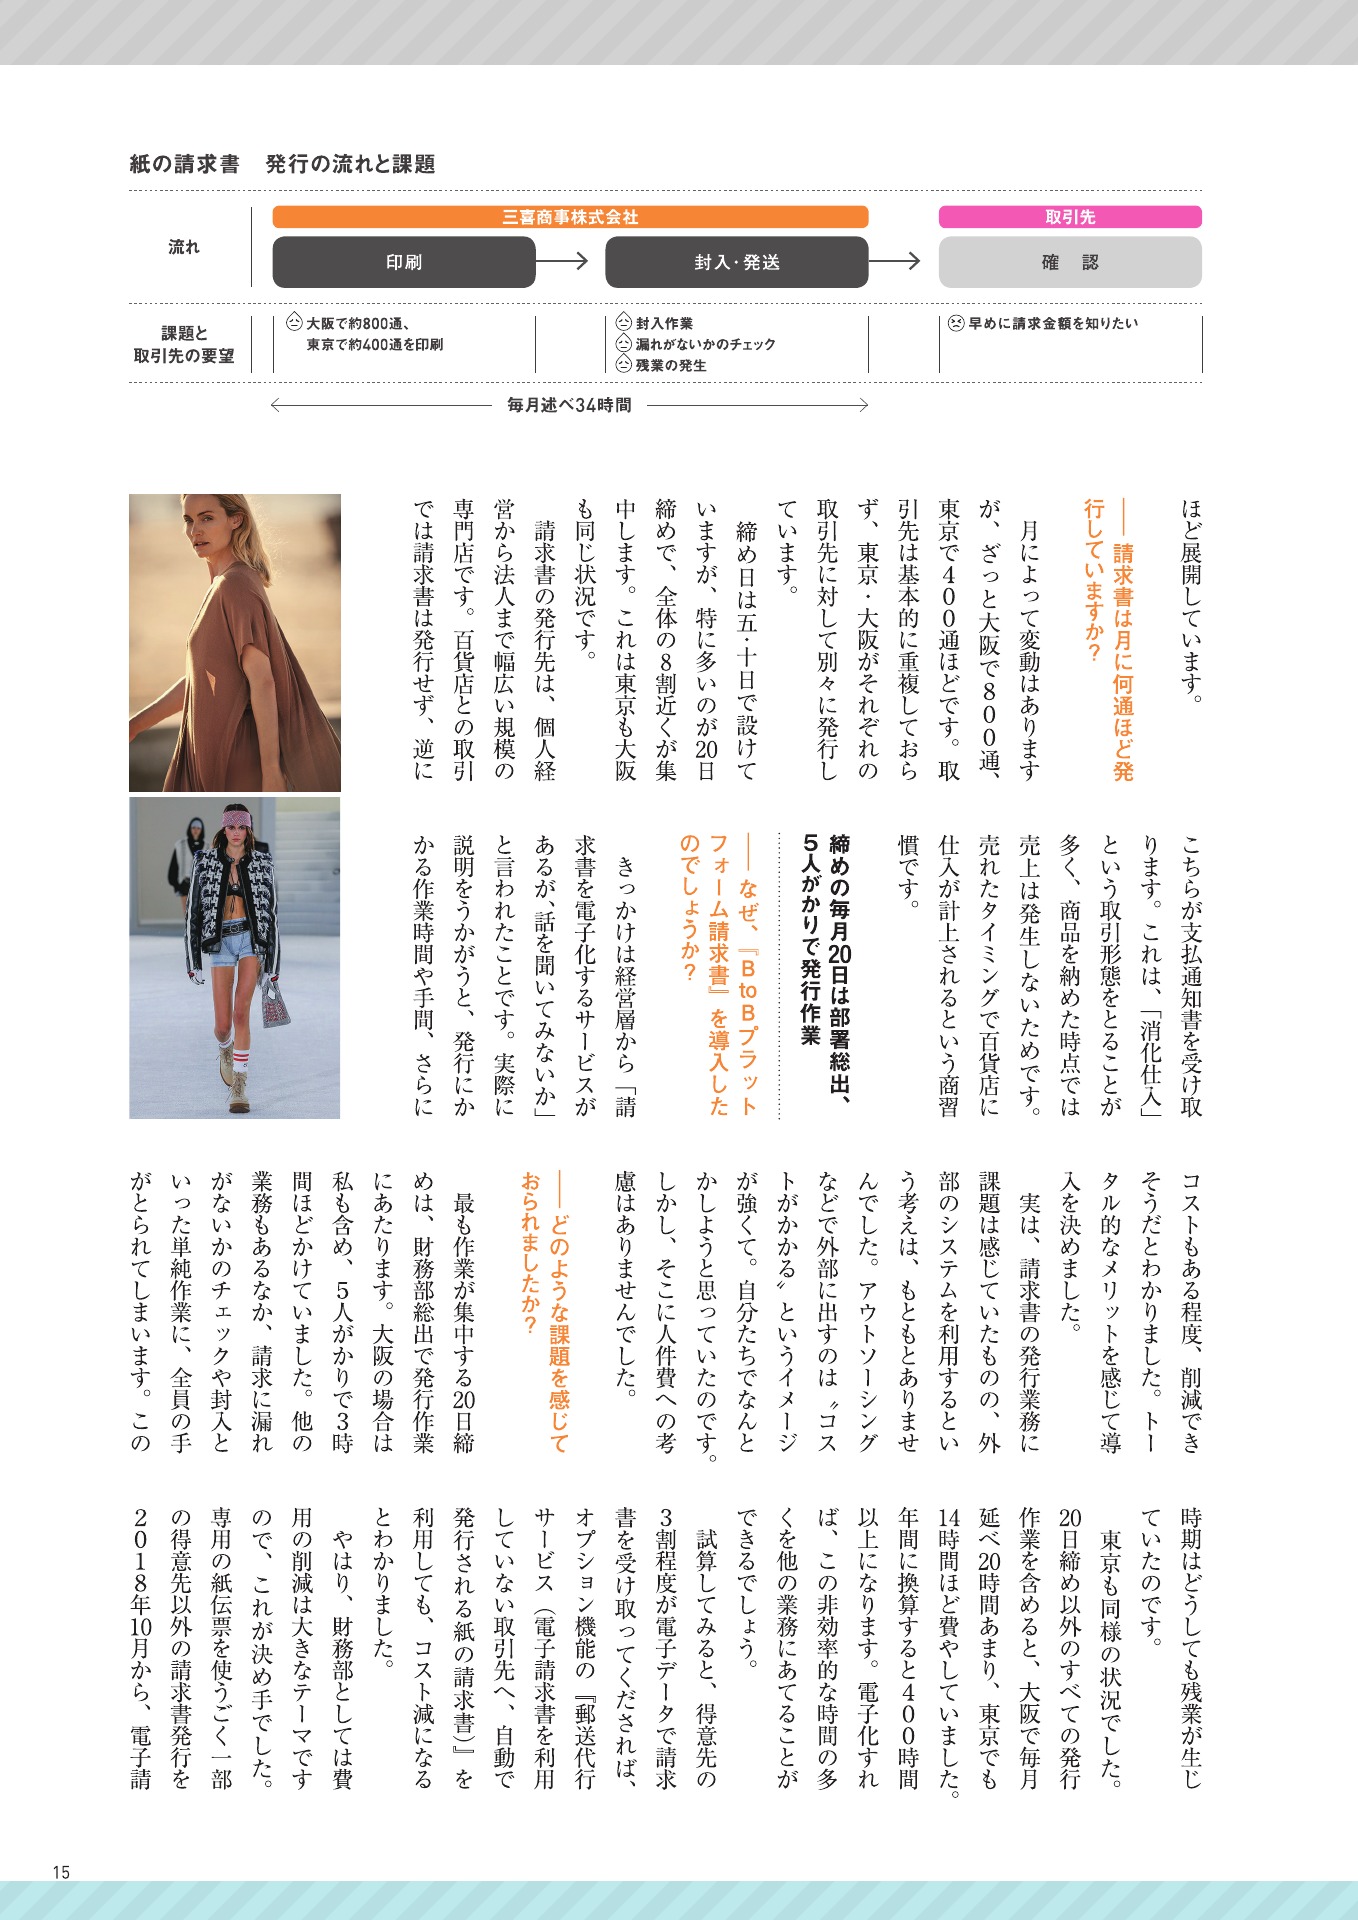 紙の請求書　発行の流れと課題
流れ
三喜商事株式会社
取引先
印刷
封入・発送
確　認
課題と
取引先の要望
大阪で約800通、
東京で約400通を印刷
封入作業
漏れがないかのチェック
残業の発生
早めに請求金額を知りたい
毎月述べ34時間
ほど展開しています。
――請求書は月に何通ほど発
行していますか？
　月によって変動はあります
が、ざっと大阪で８００通、
東京で４００通ほどです。取
引先は基本的に重複しておら
ず、東京・大阪がそれぞれの
取引先に対して別々に発行し
ています。
　締め日は五・十日で設けて
いますが、特に多いのが20日
締めで、全体の８割近くが集
中します。これは東京も大阪
も同じ状況です。
　請求書の発行先は、個人経
営から法人まで幅広い規模の
専門店です。百貨店との取引
では請求書は発行せず、逆に
こちらが支払通知書を受け取
ります。これは、「消化仕入」
という取引形態をとることが
多く、商品を納めた時点では
売上は発生しないためです。
売れたタイミングで百貨店に
仕入が計上されるという商習
慣です。
締めの毎月20日は部署総出、
５人がかりで発行作業
――なぜ、『ＢtoＢプラット
フォーム請求書』を導入した
のでしょうか？
　きっかけは経営層から「請
求書を電子化するサービスが
あるが、話を聞いてみないか」
と言われたことです。実際に
説明をうかがうと、発行にか
かる作業時間や手間、さらに
コストもある程度、削減でき
そうだとわかりました。トー
タル的なメリットを感じて導
入を決めました。
　実は、請求書の発行業務に
課題は感じていたものの、外
部のシステムを利用するとい
う考えは、もともとありませ
んでした。アウトソーシング
などで外部に出すのは〝コス
トがかかる〟というイメージ
が強くて。自分たちでなんと
かしようと思っていたのです。
しかし、そこに人件費への考
慮はありませんでした。
――どのような課題を感じて
おられましたか？
　最も作業が集中する20日締
めは、財務部総出で発行作業
にあたります。大阪の場合は
私も含め、５人がかりで３時
間ほどかけていました。他の
業務もあるなか、請求に漏れ
がないかのチェックや封入と
いった単純作業に、全員の手
がとられてしまいます。この
時期はどうしても残業が生じ
ていたのです。
　東京も同様の状況でした。
20日締め以外のすべての発行
作業を含めると、大阪で毎月
延べ20時間あまり、東京でも
14時間ほど費やしていました。
年間に換算すると４００時間
以上になります。電子化すれ
ば、この非効率的な時間の多
くを他の業務にあてることが
できるでしょう。
　試算してみると、得意先の
３割程度が電子データで請求
書を受け取ってくだされば、
オプション機能の『郵送代行
サービス（電子請求書を利用
していない取引先へ、自動で
発行される紙の請求書）』を
利用しても、コスト減になる
とわかりました。
　やはり、財務部としては費
用の削減は大きなテーマです
ので、これが決め手でした。
専用の紙伝票を使うごく一部
の得意先以外の請求書発行を
２０１８年10月から、電子請
15